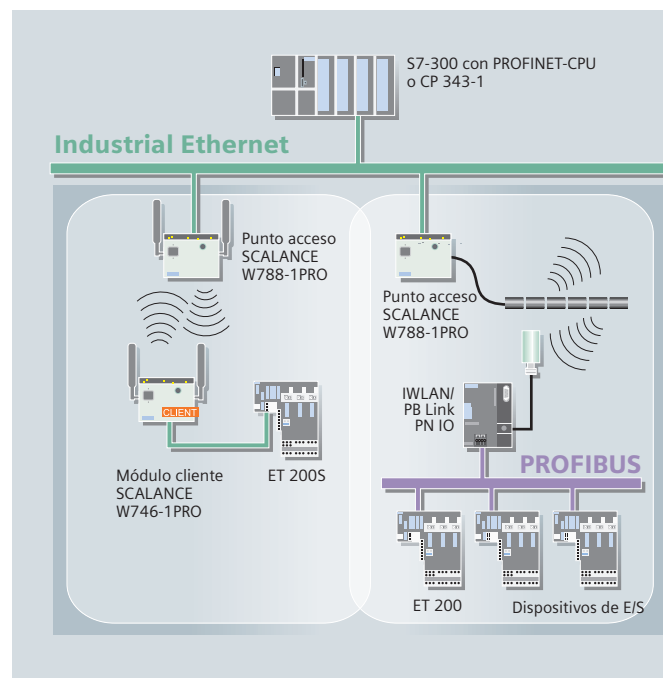 S7-300 con PROFINET-CPU
o CP 343-1
Industrial Ethernet
Punto acceso
SCALANCE
W788-1PRO
Punto acceso
SCALANCE
W788-1PRO
CLIENT
Módulo cliente
SCALANCE
W746-1PRO
ET 200S
IWLAN/
PB Link
PN IO
PROFIBUS
ET 200
Dispositivos de E/S